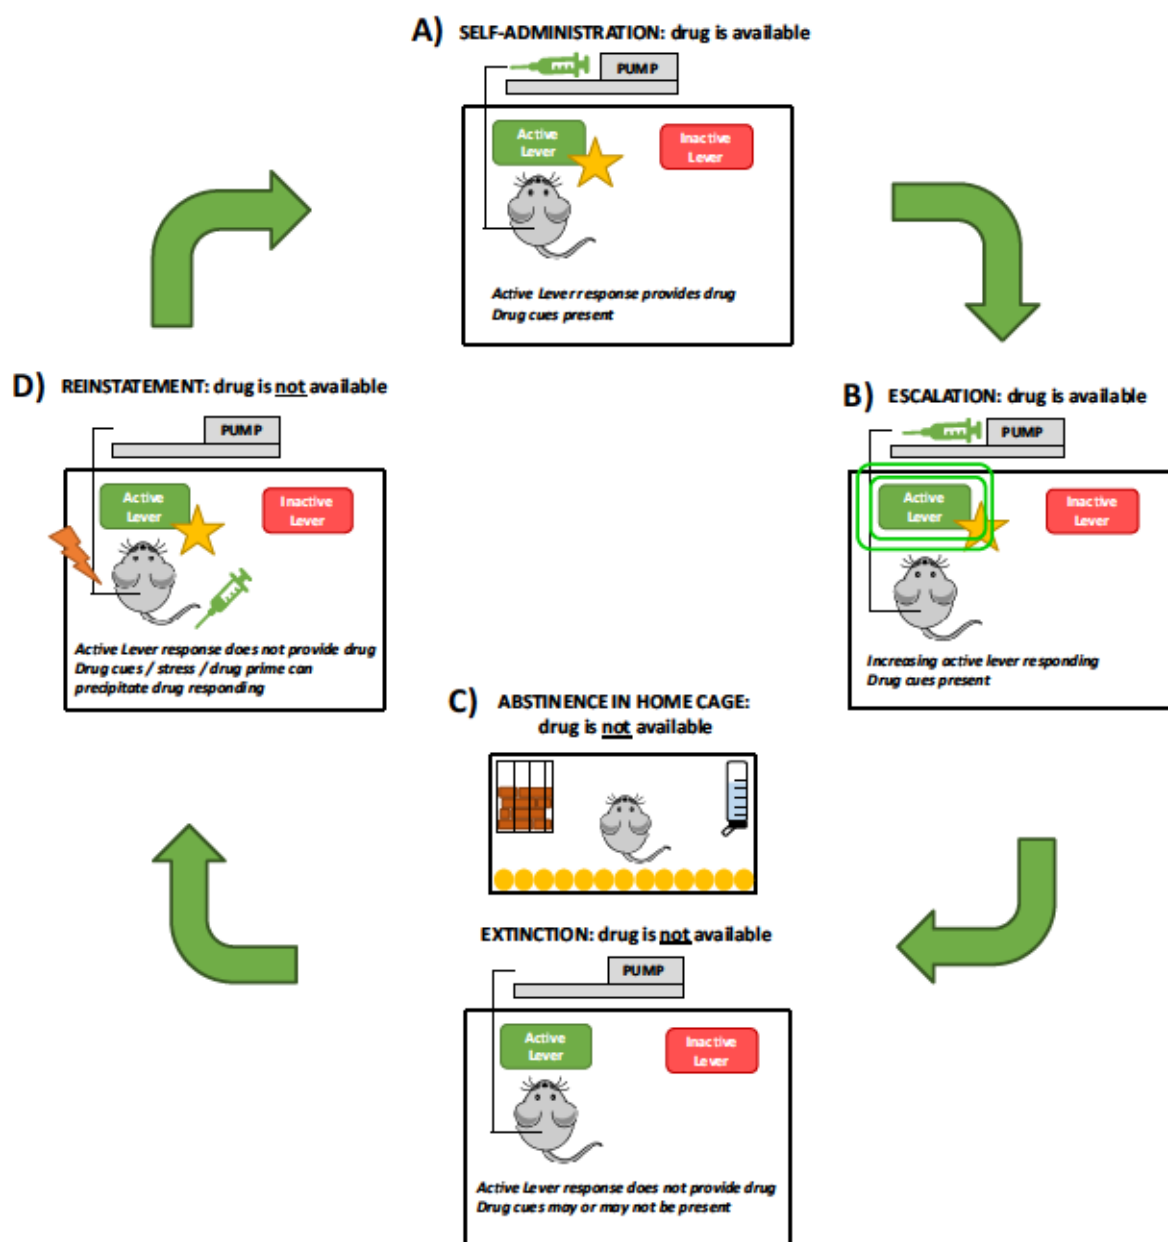 A) SELF-ADMINISTRATION: drug is available
PUMP
Active
Lever
Inactive
Lever
Active Lever response provides drug
Drug cues present
B) ESCALATION: drug is available
PUMP
Active
Lever
Inactive
Lever
Increasing active lever responding
Drug cues present
C) ABSTINENCE IN HOME CAGE:
drug is not available
EXTINCTION: drug is not available
PUMP
Active
Lever
Inactive
Lever
Active Lever response does not provide drug
Drug cues may or may not be present
D) REINSTATEMENT: drug is not available
PUMP
Active
Lever
Inactive
Lever
Active Lever response does not provide drug
Drug cues / stress / drug prime can
precipitate drug responding